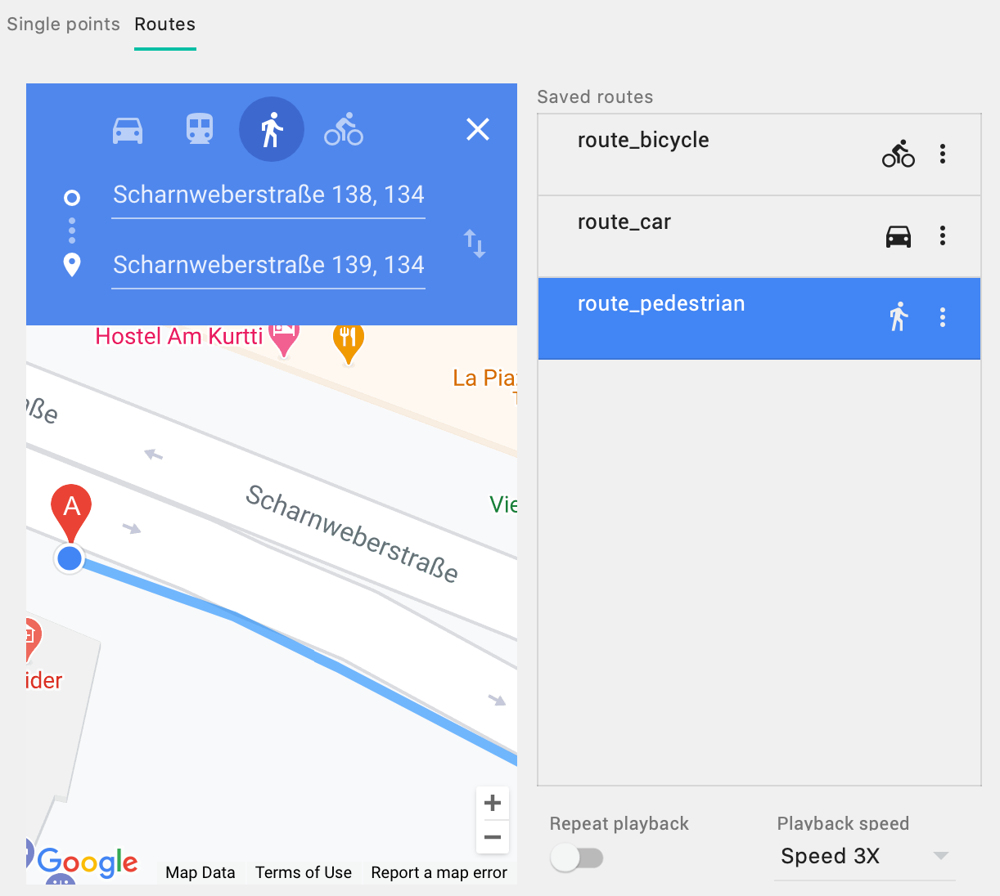 Single points Routes
Saved routes
route_bicycle
Scharnweberstraße 138, 134
route_car
Scharnweberstraße 139, 134
route_pedestrian
Hostel Am Kurtti
La Pia
ße
Scharnweberstraße
Vie
A
ider
Repeat playback
Playback speed
Speed 3X
Google
Map Data
Terms of Use
Report a map error